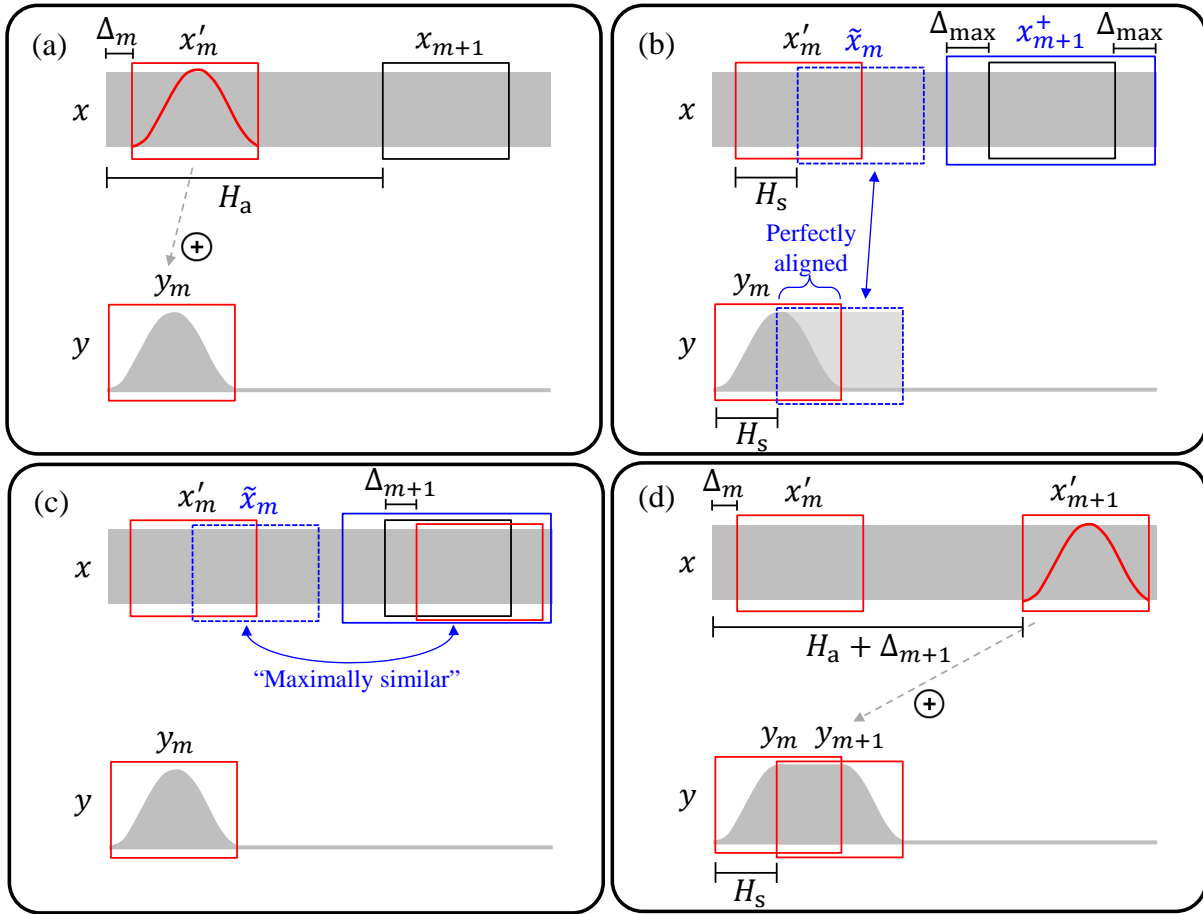 (a)
Δm x′m xm+1
x
Ha
+
ym
y
(b)
x′m x̃m Δmax x+m+1 Δmax
x
Hs
Perfectly
aligned
ym
y
Hs
(c)
x′m x̃m Δm+1
x
“Maximally similar”
ym
y
(d)
Δm x′m x′m+1
x
Ha + Δm+1
+
ym ym+1
y
Hs